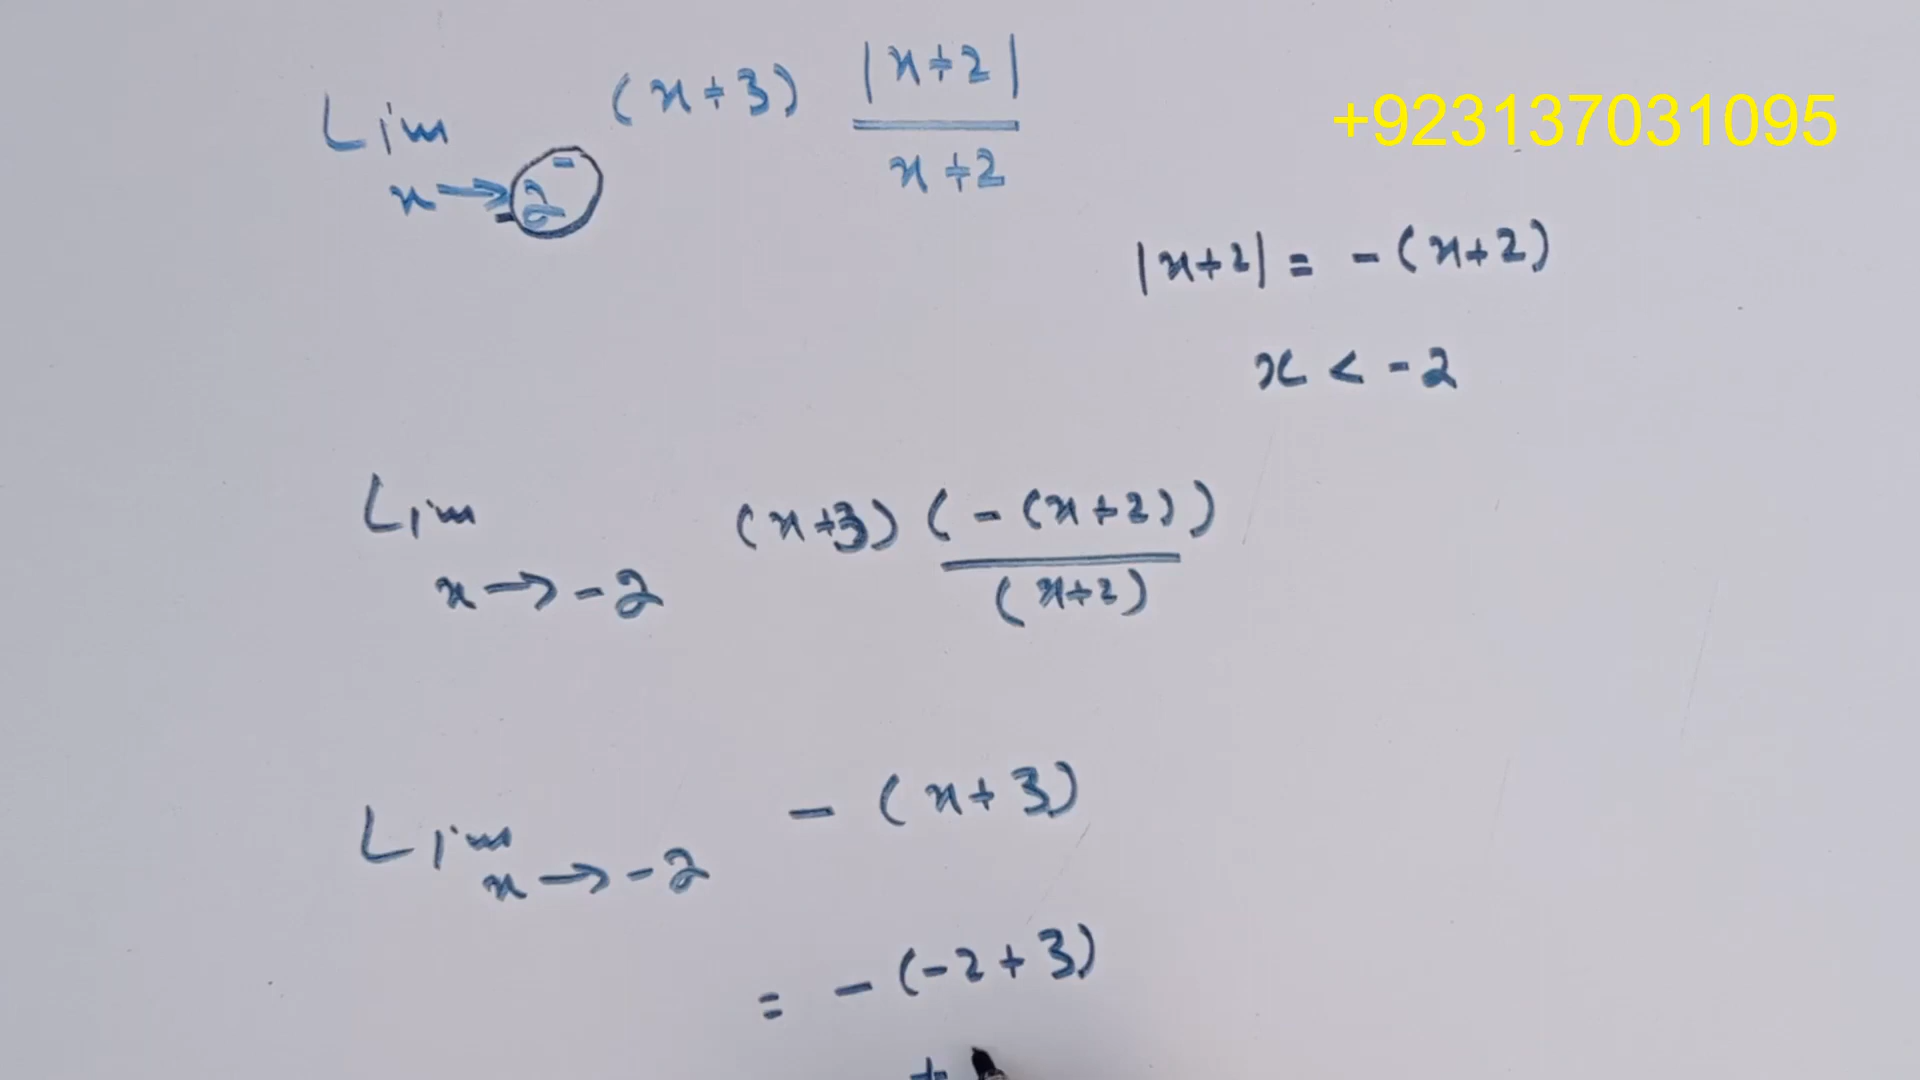 Lim x→-2⁻ (x+3) |x+2| / x+2
+923137031095
|x+2| = -(x+2)
x < -2
Lim x→-2 (x+3) (-(x+2)) / (x+2)
Lim x→-2 -(x+3)
= -(-2+3)